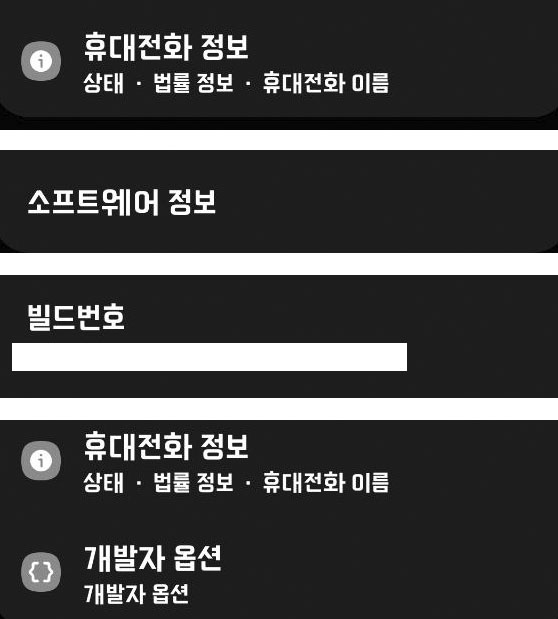 휴대전화 정보
상태 · 법률 정보 · 휴대전화 이름
소프트웨어 정보
빌드번호
휴대전화 정보
상태 · 법률 정보 · 휴대전화 이름
개발자 옵션
개발자 옵션